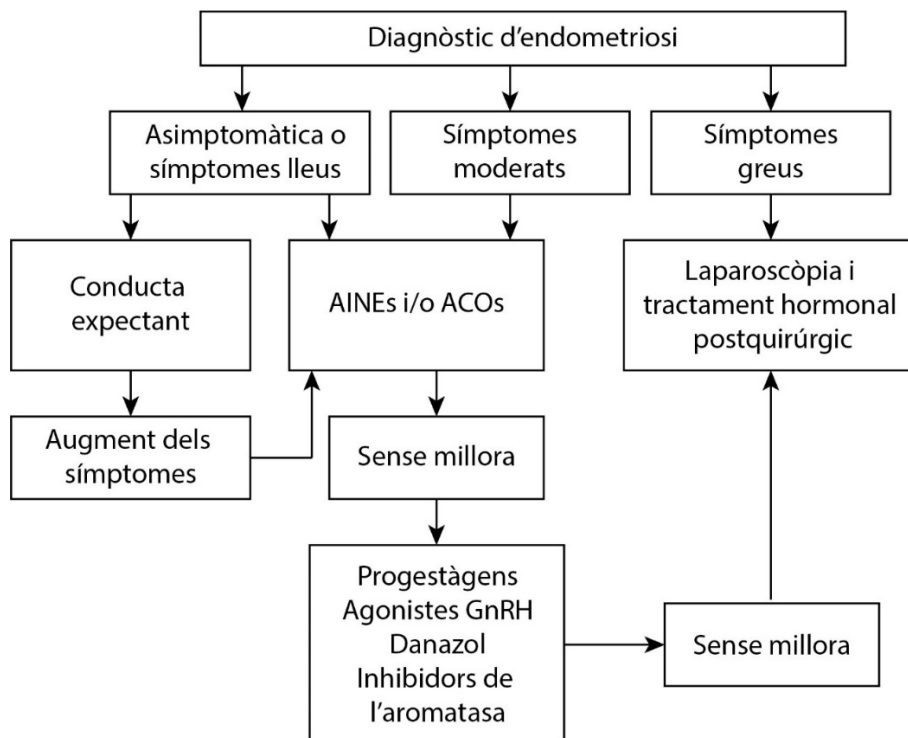 Diagnòstic d’endometriosi
Asimptomàtica o
símptomes lleus
Símptomes
moderats
Símptomes
greus
Conducta
expectant
AINEs i/o ACOs
Laparoscòpia i
tractament hormonal
postquirúrgic
Augment dels
símptomes
Sense millora
Progestàgens
Agonistes GnRH
Danazol
Inhibidors de
l’aromatasa
Sense millora